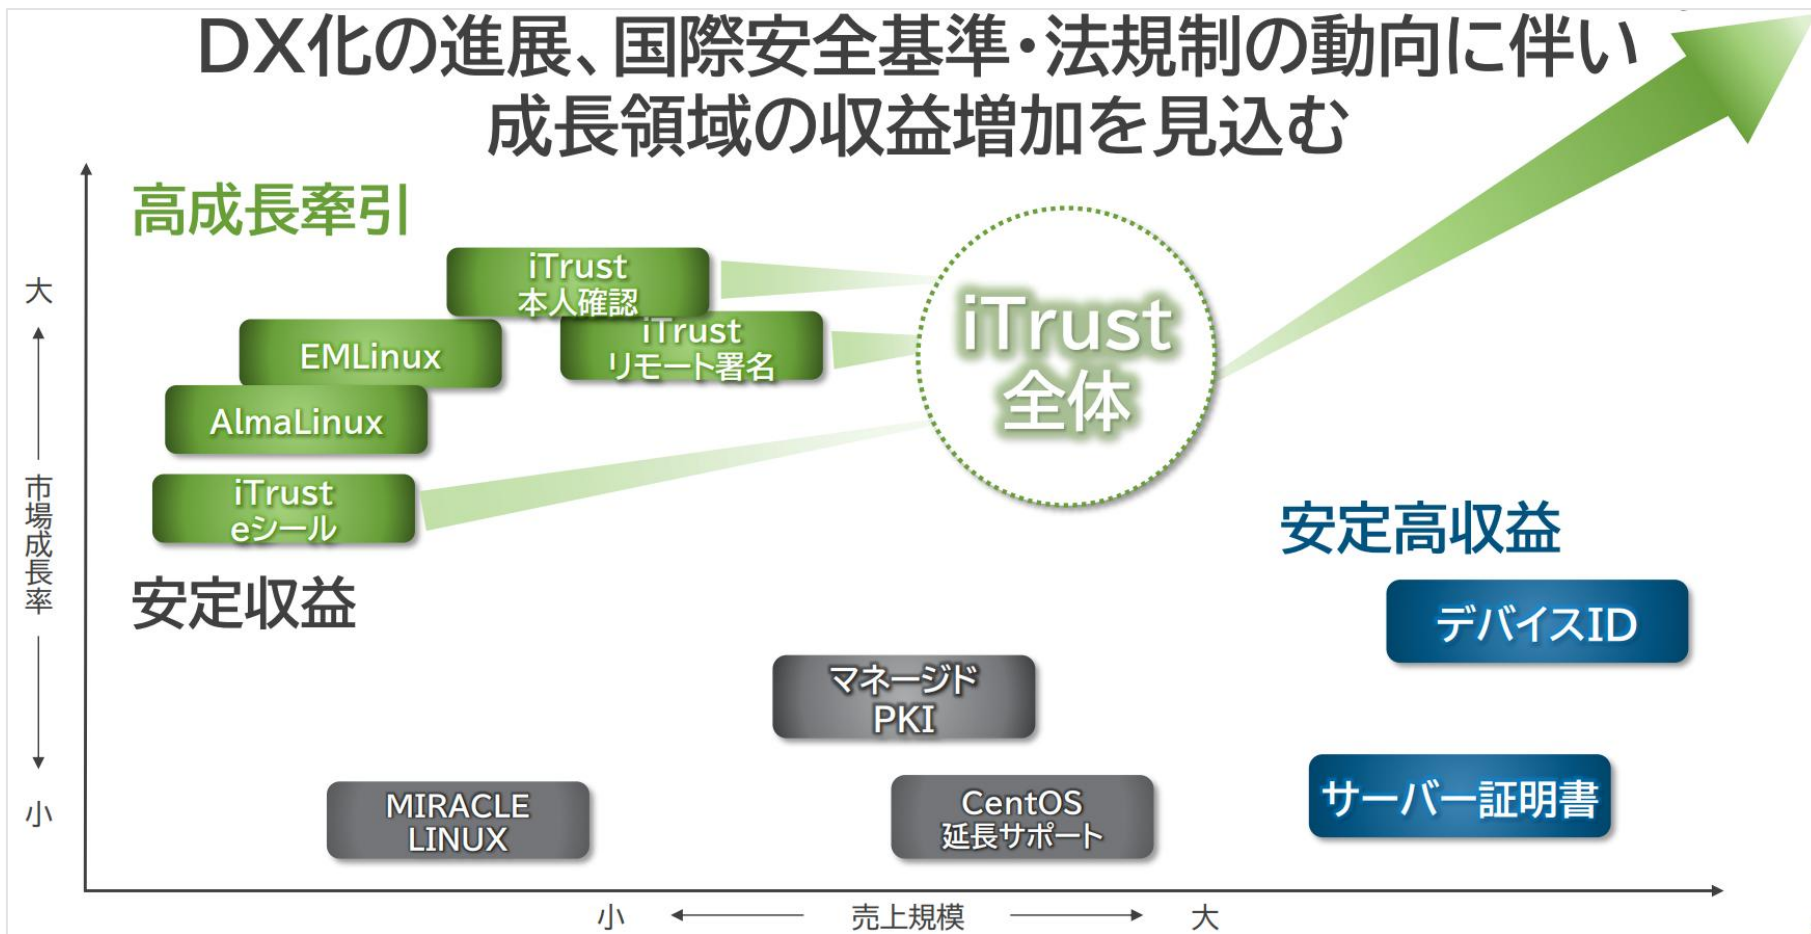 DX化の進展、国際安全基準・法規制の動向に伴い
成長領域の収益増加を見込む
高成長牽引
iTrust
本人確認
iTrust
リモート署名
EMLinux
AlmaLinux
iTrust
eシール
iTrust
全体
安定収益
安定高収益
デバイスID
マネージド
PKI
サーバー証明書
MIRACLE
LINUX
CentOS
延長サポート
大
市場成長率
小
小
売上規模
大